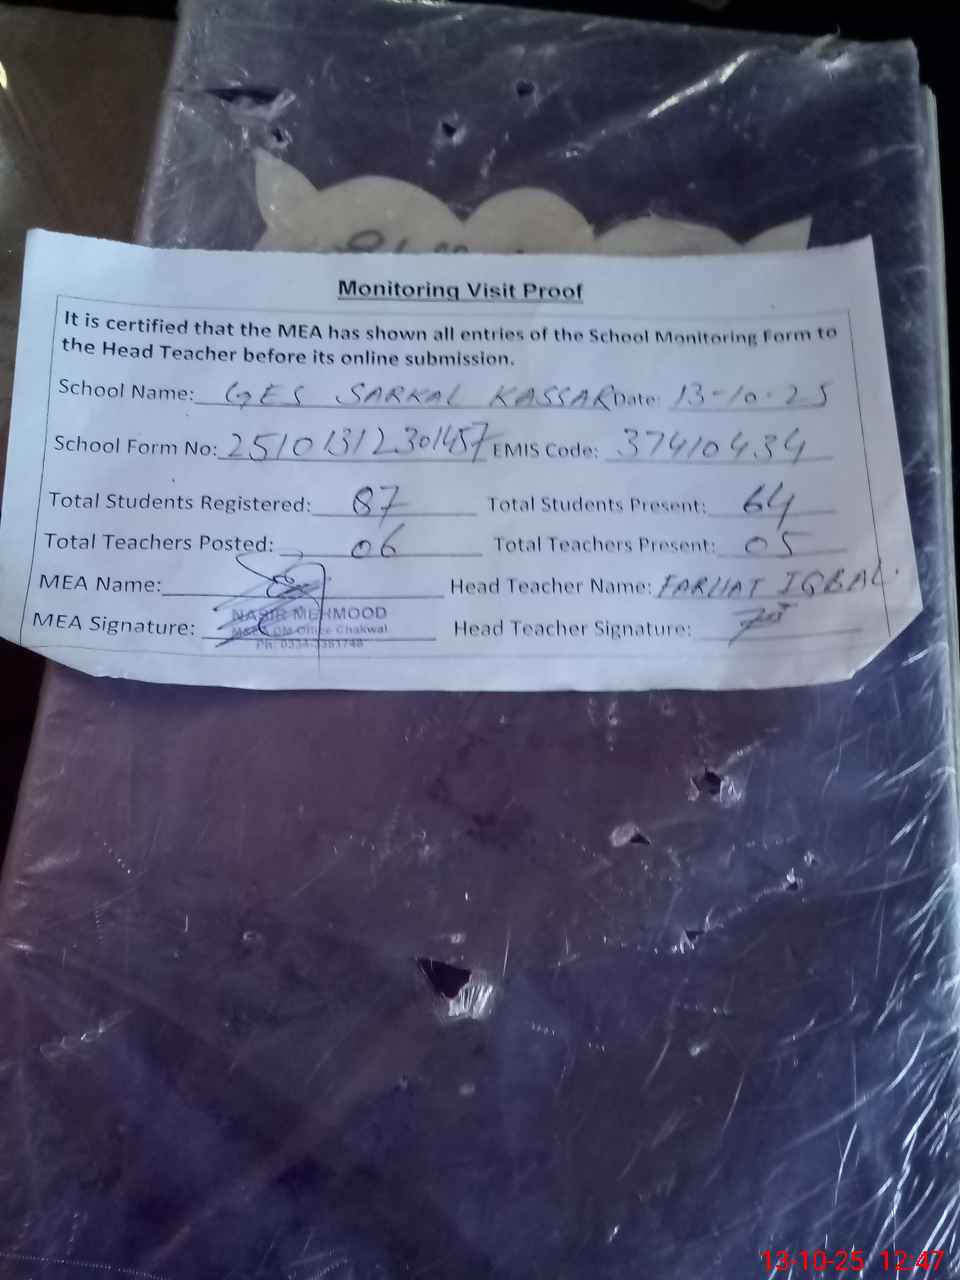 Monitoring Visit Proof
It is certified that the MEA has shown all entries of the School Monitoring Form to
the Head Teacher before its online submission.
School Name: GES SARKAL KASSAR Date: 13-10-25
School Form No: 25101312301457 EMIS Code: 37410434
Total Students Registered: 87 Total Students Present: 64
Total Teachers Posted: 06 Total Teachers Present: 05
MEA Name: Head Teacher Name: FARHAT IQBAL.
MEA Signature: NASIR MEHMOOD Head Teacher Signature:
DM Office Chakwal
13-10-25 12:47